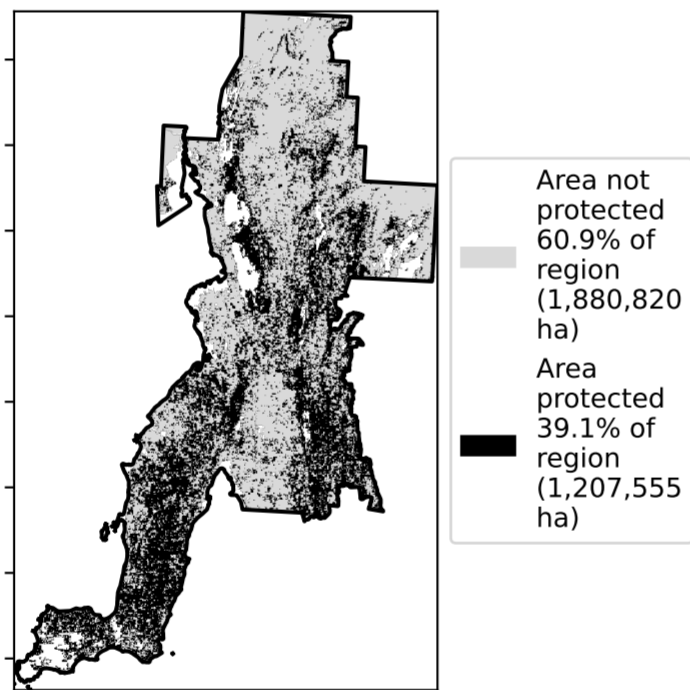 Area not
protected
60.9% of
region
(1,880,820
ha)
Area
protected
39.1% of
region
(1,207,555
ha)